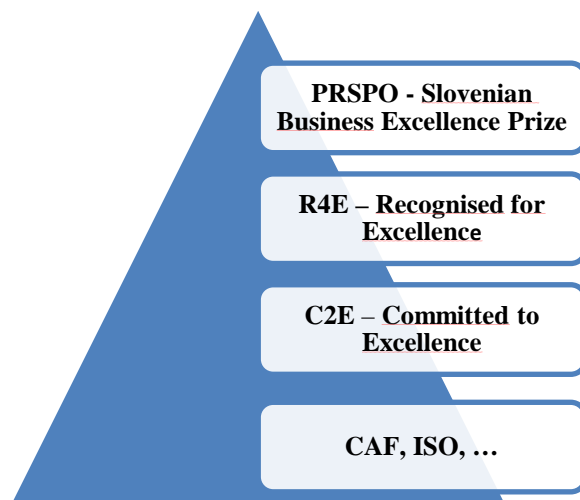 PRSPO - Slovenian
Business Excellence Prize
R4E – Recognised for
Excellence
C2E – Committed to
Excellence
CAF, ISO, …